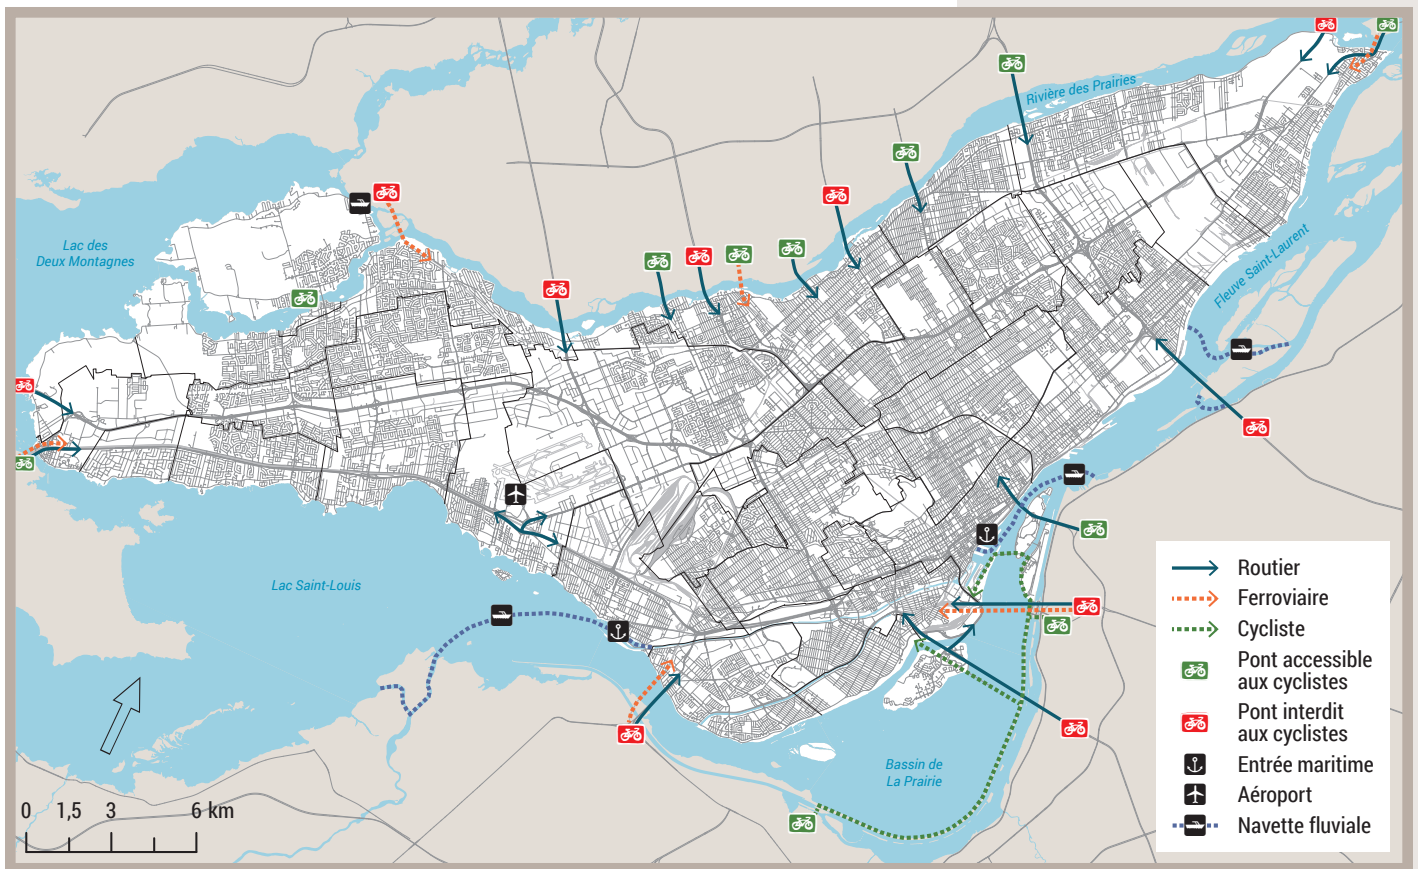 Rivière des Prairies
Lac des
Deux Montagnes
Fleuve Saint-Laurent
Lac Saint-Louis
Bassin de
La Prairie
Routier
Ferroviaire
Cycliste
Pont accessible
aux cyclistes
Pont interdit
aux cyclistes
Entrée maritime
Aéroport
Navette fluviale
0 1,5 3 6 km